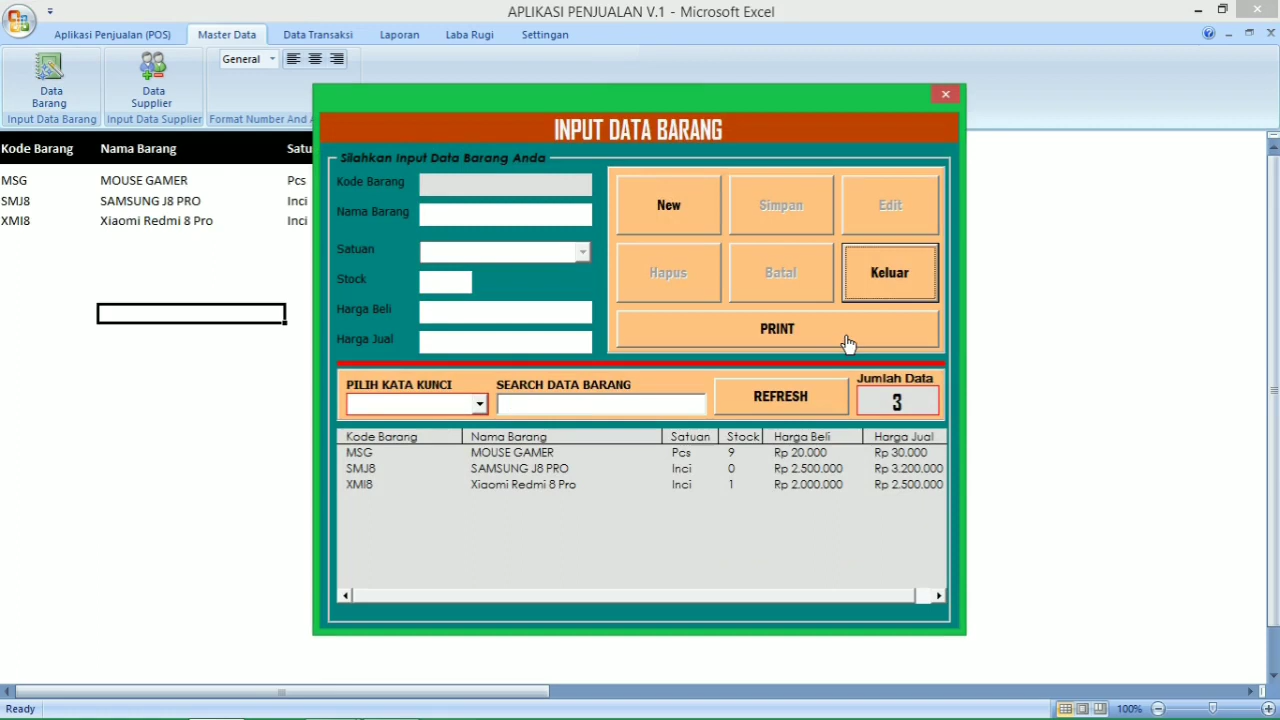 APLIKASI PENJUALAN V.1 - Microsoft Excel
Aplikasi Penjualan (POS) Master Data Data Transaksi Laporan Laba Rugi Settingan
General
Data Barang
Data Supplier
Input Data Barang Input Data Supplier Format Number And
Kode Barang Nama Barang Satu
MSG MOUSE GAMER Pcs
SMJ8 SAMSUNG J8 PRO Inci
XMI8 Xiaomi Redmi 8 Pro Inci
INPUT DATA BARANG
Silahkan Input Data Barang Anda
Kode Barang
Nama Barang
Satuan
Stock
Harga Beli
Harga Jual
New Simpan Edit
Hapus Batal Keluar
PRINT
PILIH KATA KUNCI SEARCH DATA BARANG REFRESH Jumlah Data
3
Kode Barang Nama Barang Satuan Stock Harga Beli Harga Jual
MSG MOUSE GAMER Pcs 9 Rp 20.000 Rp 30.000
SMJ8 SAMSUNG J8 PRO Inci 0 Rp 2.500.000 Rp 3.200.000
XMI8 Xiaomi Redmi 8 Pro Inci 1 Rp 2.000.000 Rp 2.500.000
Ready 100%